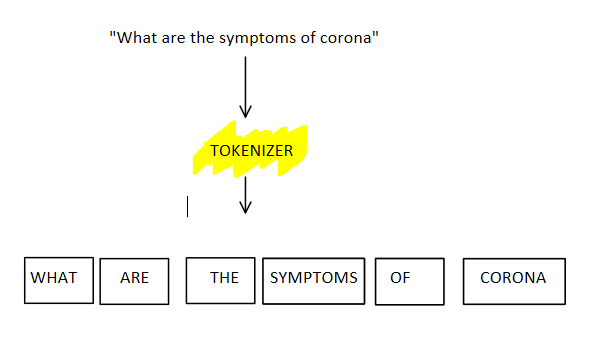 "What are the symptoms of corona"
TOKENIZER
WHAT ARE THE SYMPTOMS OF CORONA